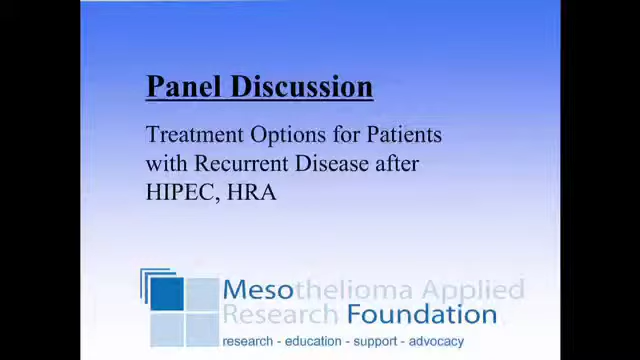 Panel Discussion
Treatment Options for Patients
with Recurrent Disease after
HIPEC, HRA
Mesothelioma Applied
Research Foundation
research - education - support - advocacy